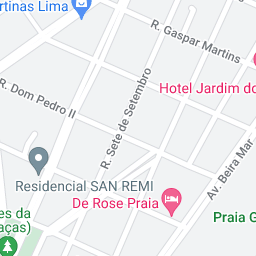 rtinas Lima
R. Gaspar Martins
Hotel Jardim do
R. Dom Pedro II
R. Sete de Setembro
Av. Beira Mar
Residencial SAN REMI
De Rose Praia
Praia G
es da
aças)